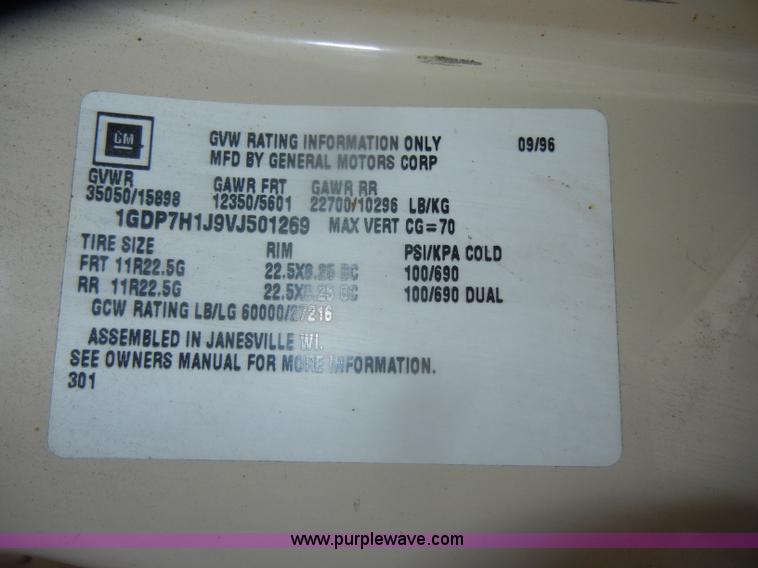 GM
GVW RATING INFORMATION ONLY 09/96
MFD BY GENERAL MOTORS CORP
GVWR GAWR FRT GAWR RR
35050/15898 12350/5601 22700/10296 LB/KG
1GDP7H1J9VJ501269 MAX VERT CG=70
TIRE SIZE RIM PSI/KPA COLD
FRT 11R22.5G 22.5X8.25 DC 100/690
RR 11R22.5G 22.5X8.25 DC 100/690 DUAL
GCW RATING LB/LG 60000/27216
ASSEMBLED IN JANESVILLE WI.
SEE OWNERS MANUAL FOR MORE INFORMATION.
301
www.purplewave.com